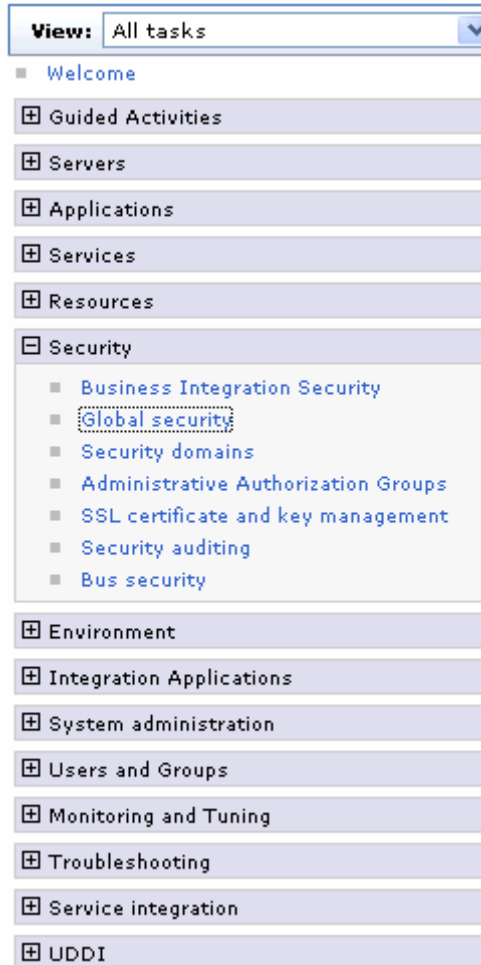 View: All tasks
Welcome
Guided Activities
Servers
Applications
Services
Resources
Security
Business Integration Security
Global security
Security domains
Administrative Authorization Groups
SSL certificate and key management
Security auditing
Bus security
Environment
Integration Applications
System administration
Users and Groups
Monitoring and Tuning
Troubleshooting
Service integration
UDDI